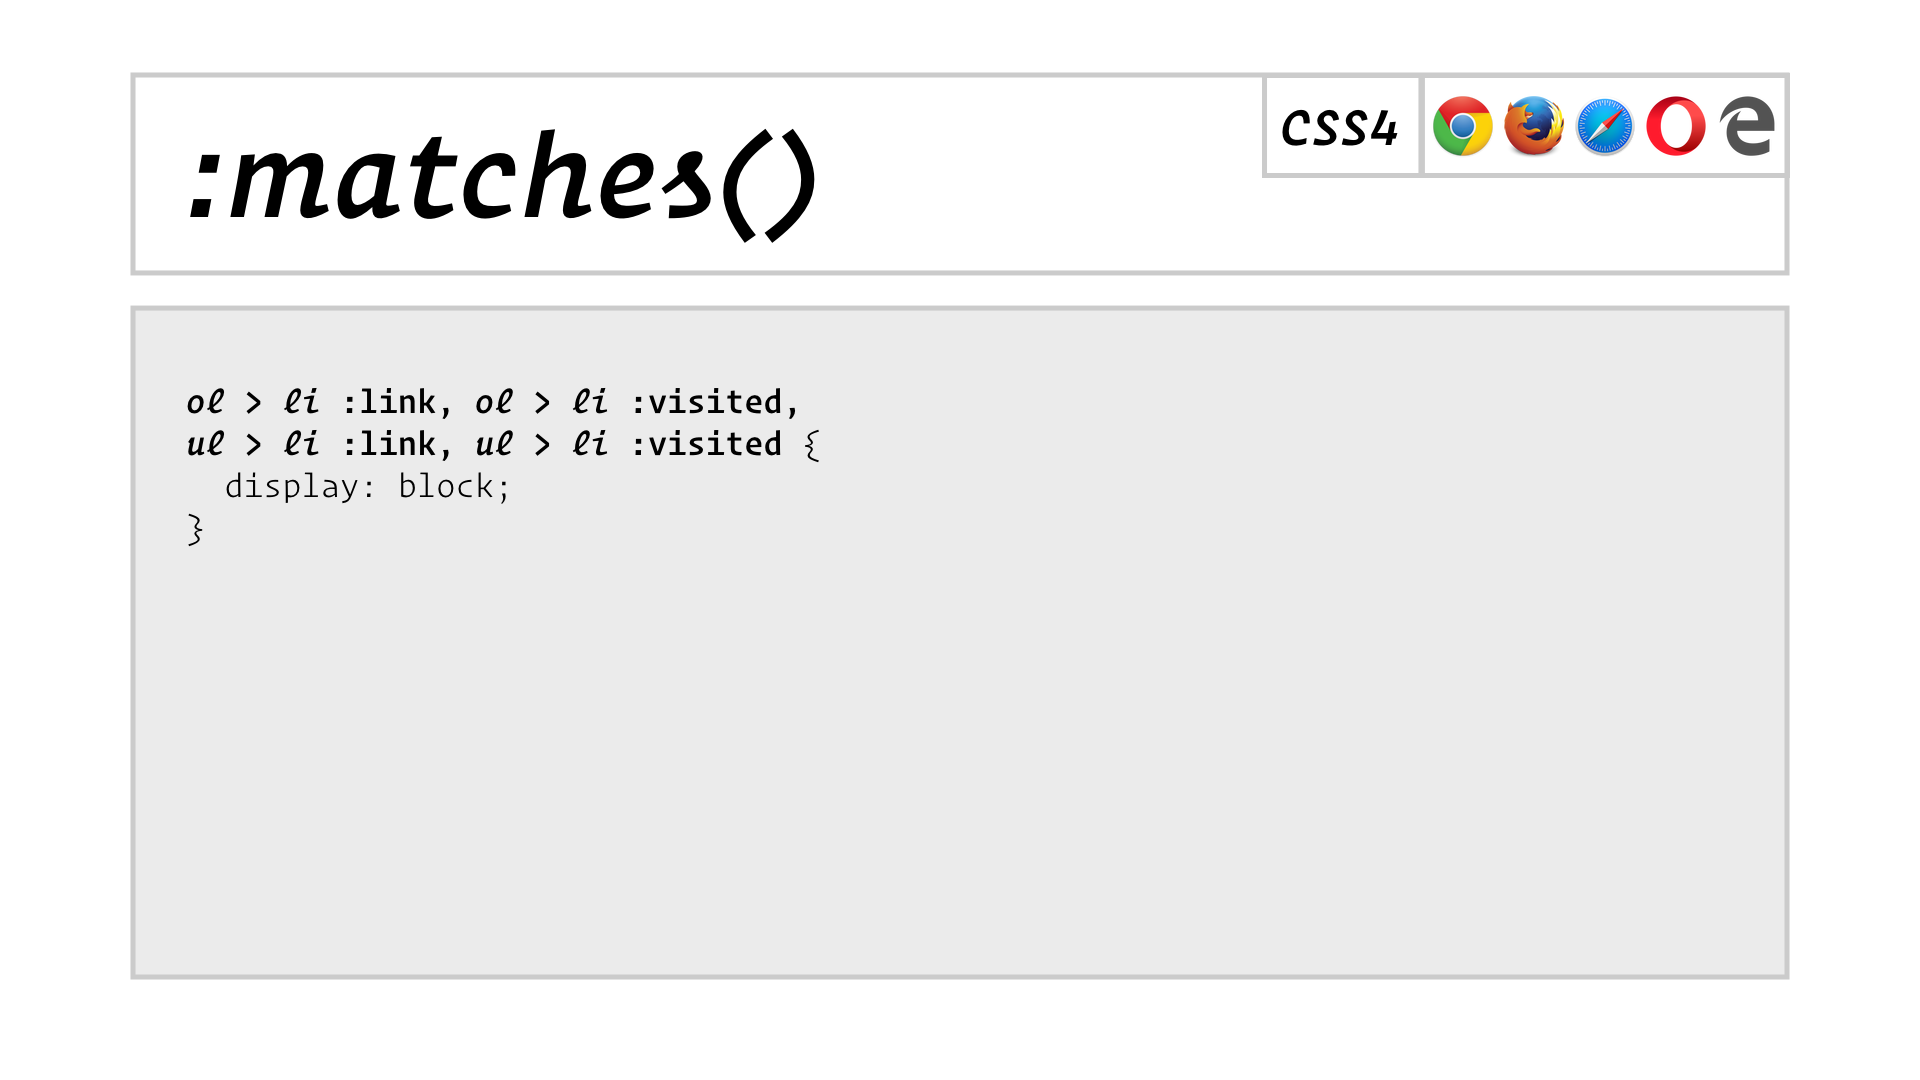 :matches()
CSS4
ol > li :link, ol > li :visited,
ul > li :link, ul > li :visited {
  display: block;
}